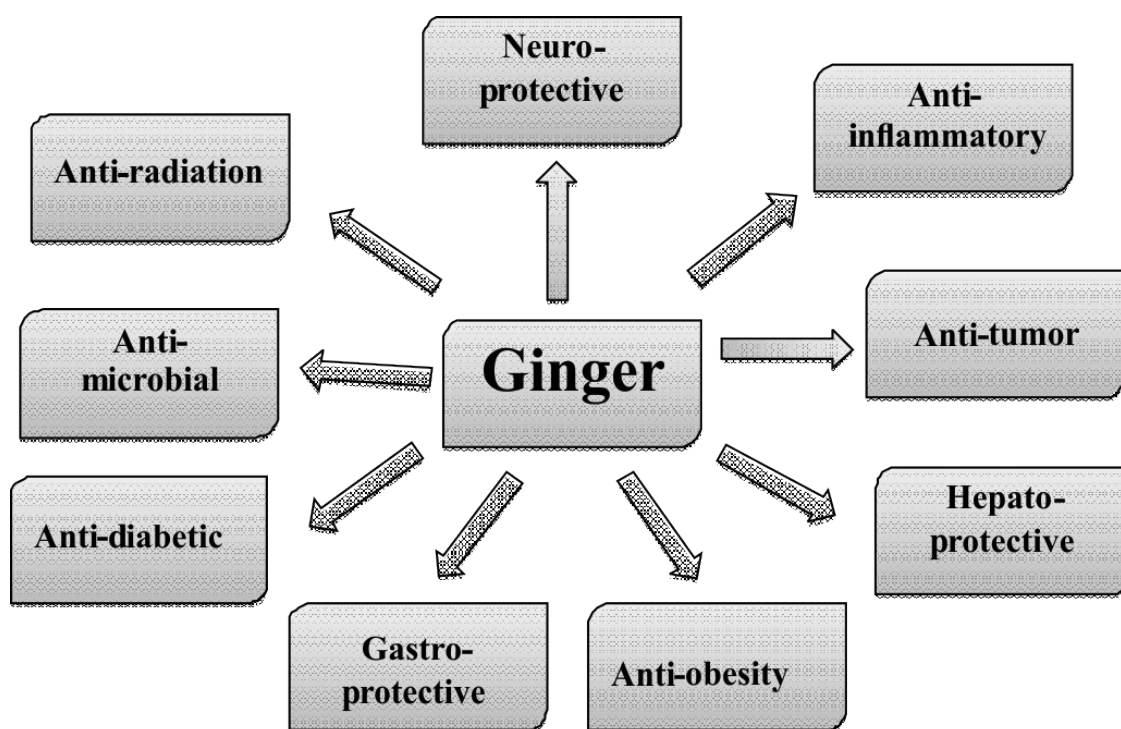 Neuro-
protective
Anti-
inflammatory
Anti-radiation
Anti-tumor
Anti-
microbial
Ginger
Hepato-
protective
Anti-diabetic
Gastro-
protective
Anti-obesity